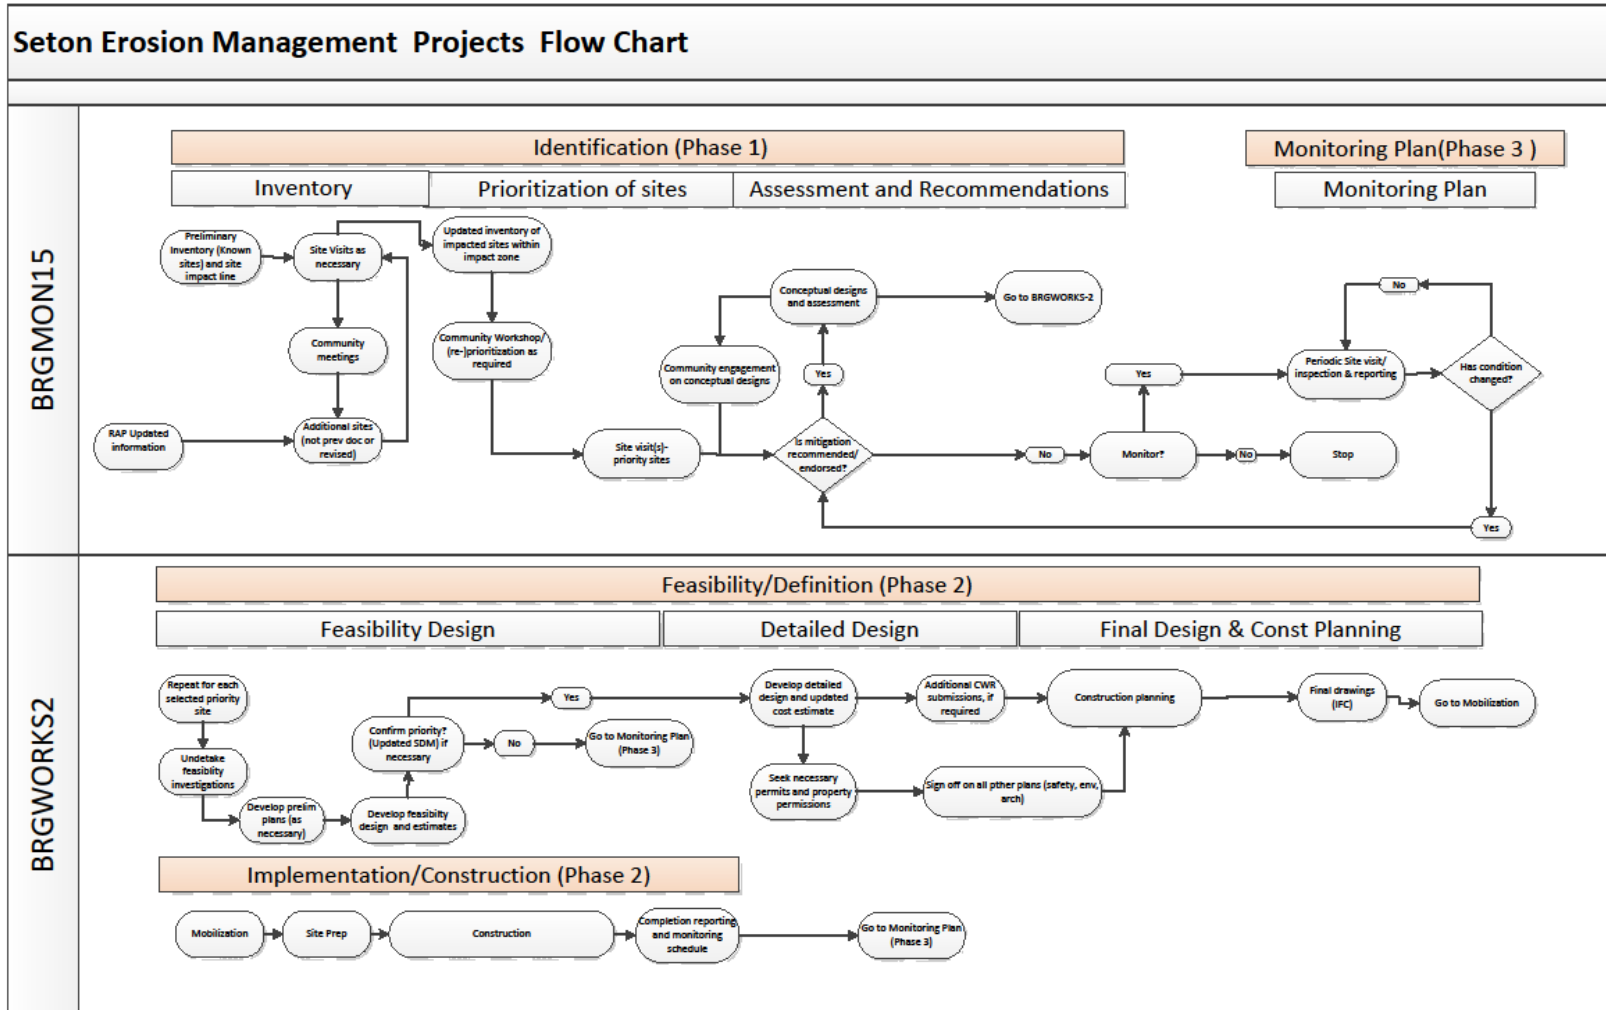 Seton Erosion Management Projects Flow Chart
BRGMON15
Identification (Phase 1)
Monitoring Plan(Phase 3 )
Inventory
Prioritization of sites
Assessment and Recommendations
Monitoring Plan
Preliminary
Inventory (Known
sites) and site
impact line
Site Visits as
necessary
Updated inventory of
impacted sites within
impact zone
Community
meetings
RAP Updated
information
Additional sites
(not prev doc or
revised)
Community Workshop/
(re-)prioritization as
required
Site visit(s)-
priority sites
Conceptual designs
and assessment
Go to BRGWORKS-2
Community engagement
on conceptual designs
Yes
Is mitigation
recommended/
endorsed?
No
Monitor?
Yes
No
Stop
Periodic Site visit/
inspection & reporting
No
Has condition
changed?
Yes
BRGWORKS2
Feasibility/Definition (Phase 2)
Feasibility Design
Detailed Design
Final Design & Const Planning
Repeat for each
selected priority
site
Undetake
feasiblity
investigations
Develop prelim
plans (as
necessary)
Develop feasibilty
design and estimates
Confirm priority?
(Updated SDM) if
necessary
Yes
No
Go to Monitoring Plan
(Phase 3)
Develop detailed
design and updated
cost estimate
Additional CWR
submissions, if
required
Seek necessary
permits and property
permissions
Sign off on all pther plans (safety, env,
arch)
Construction planning
Final drawings
(IFC)
Go to Mobilization
Implementation/Construction (Phase 2)
Mobilization
Site Prep
Construction
Completion reporting
and monitoring
schedule
Go to Monitoring Plan
(Phase 3)